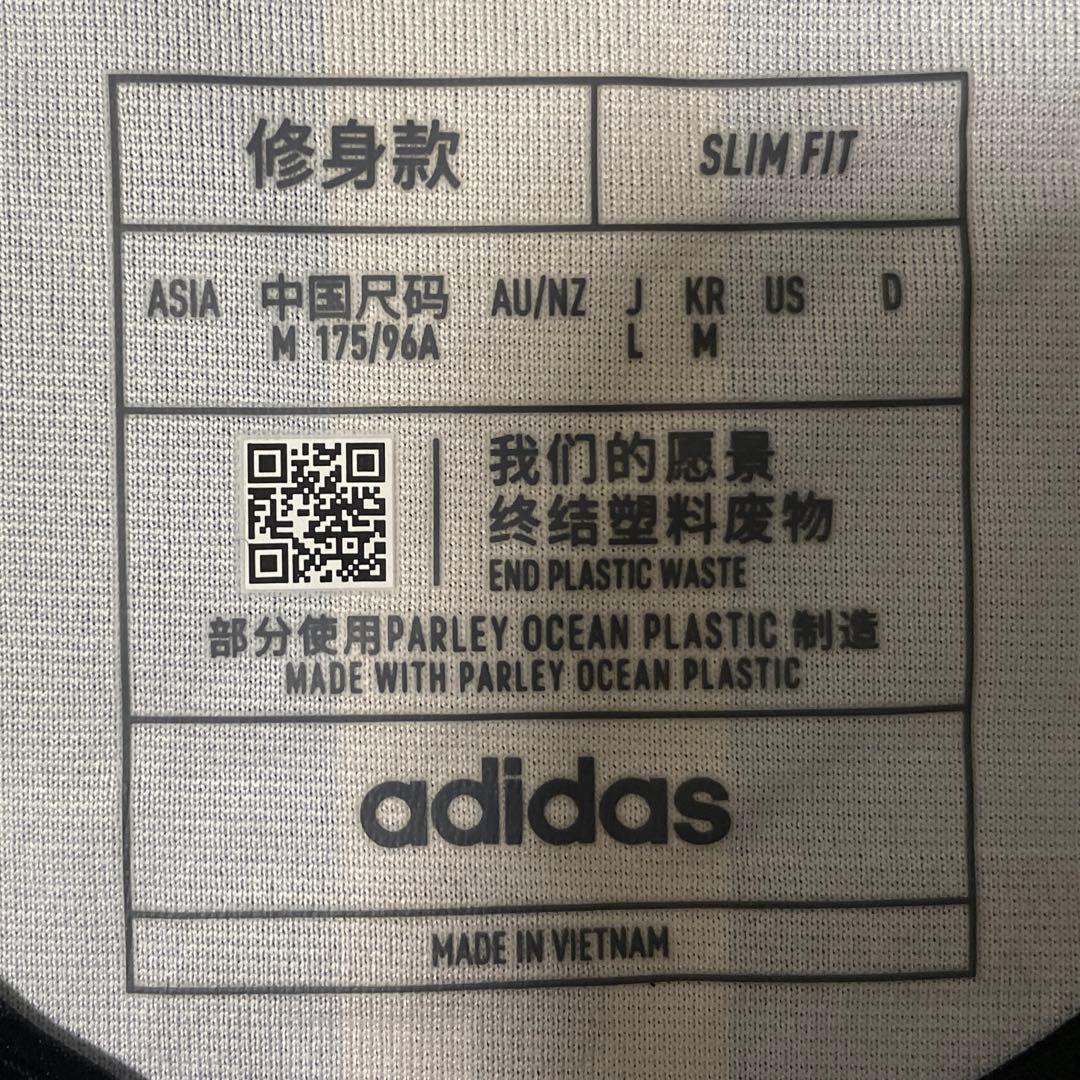 修身款 SLIM FIT
ASIA 中国尺码 AU/NZ J KR US D
M 175/96A L M
我们的愿景
终结塑料废物
END PLASTIC WASTE
部分使用PARLEY OCEAN PLASTIC 制造
MADE WITH PARLEY OCEAN PLASTIC
adidas
MADE IN VIETNAM